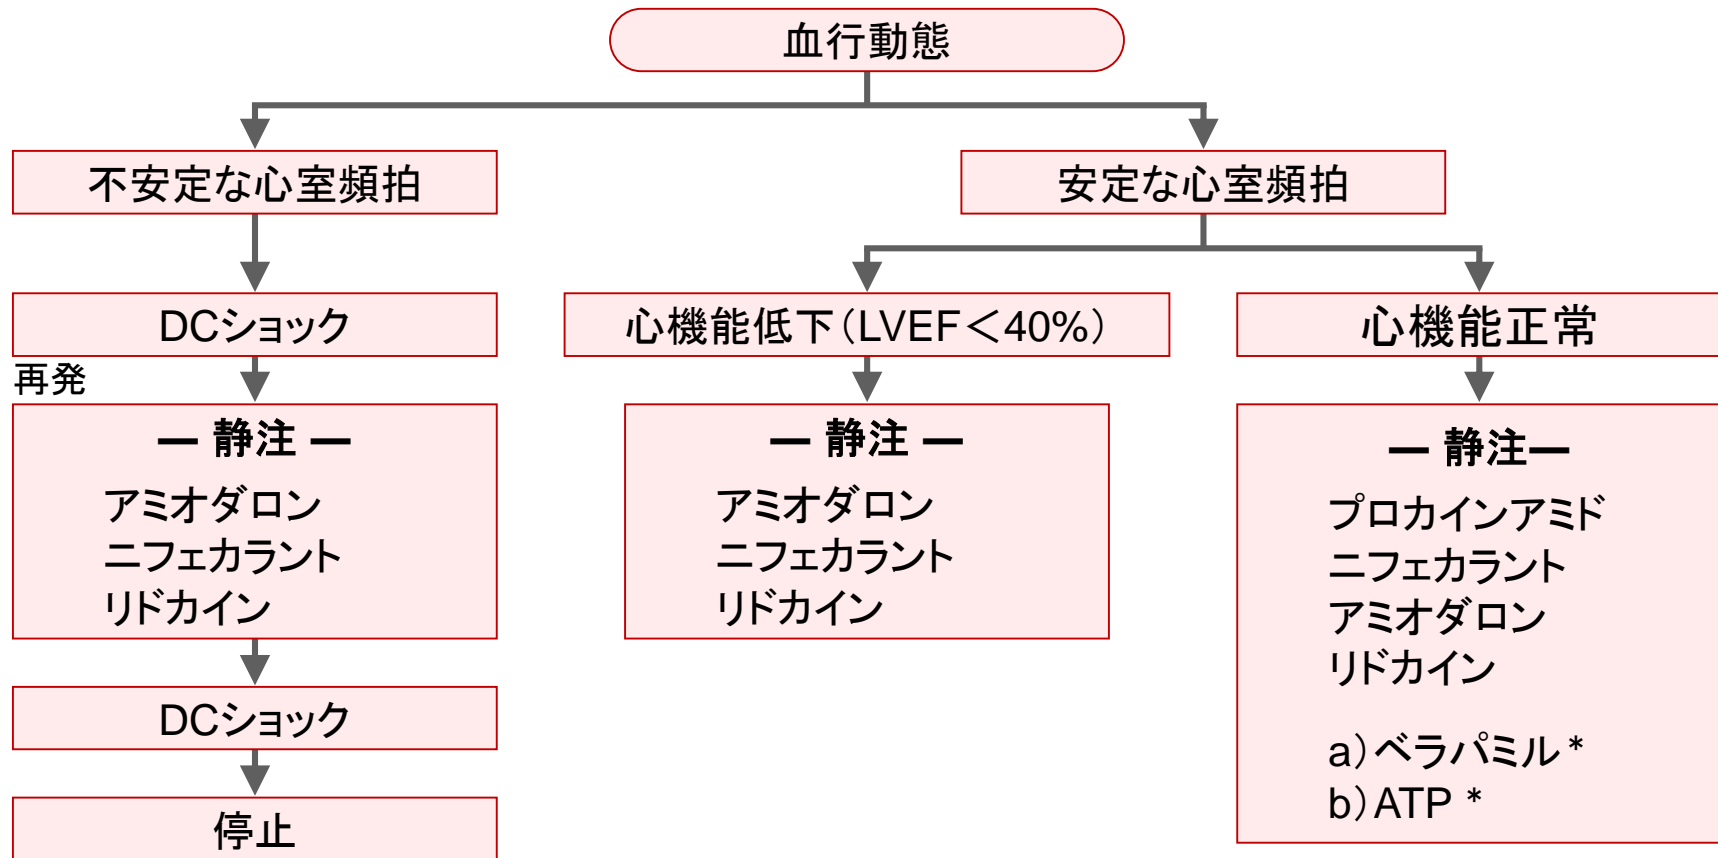 血行動態
不安定な心室頻拍
安定な心室頻拍
DCショック
心機能低下(LVEF<40%)
心機能正常
再発
ー 静注 ー
アミオダロン
ニフェカラント
リドカイン
ー 静注 ー
アミオダロン
ニフェカラント
リドカイン
ー 静注ー
プロカインアミド
ニフェカラント
アミオダロン
リドカイン
a)ベラパミル*
b)ATP *
DCショック
停止